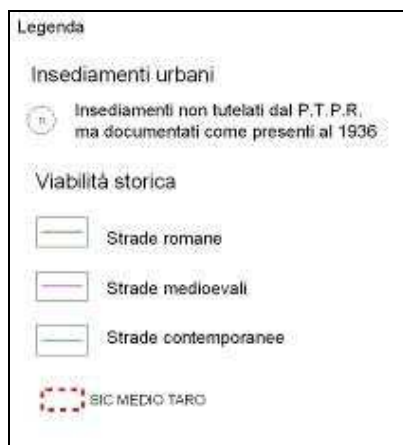 Legenda
Insediamenti urbani
Insediamenti non tutelati dal P.T.P.R.
ma documentati come presenti al 1936
Viabilità storica
Strade romane
Strade medioevali
Strade contemporanee
SIC MEDIO TARO